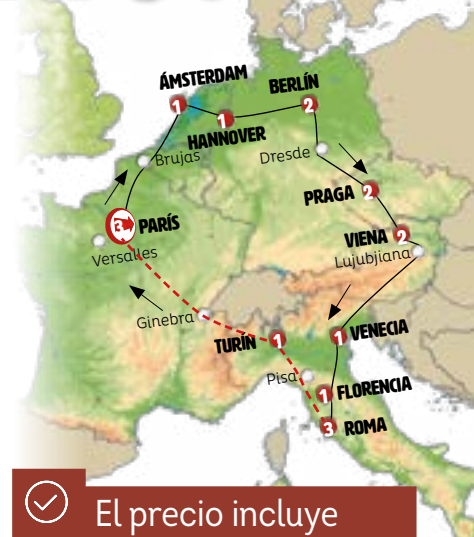 ÁMSTERDAM
BERLÍN
1
2
1
HANNOVER
Brujas
Dresde
PRAGA
2
3
PARÍS
VIENA
2
Versalles
Lujubjiana
Ginebra
TURÍN
1
1
VENECIA
Pisa
1
FLORENCIA
3
ROMA
El precio incluye